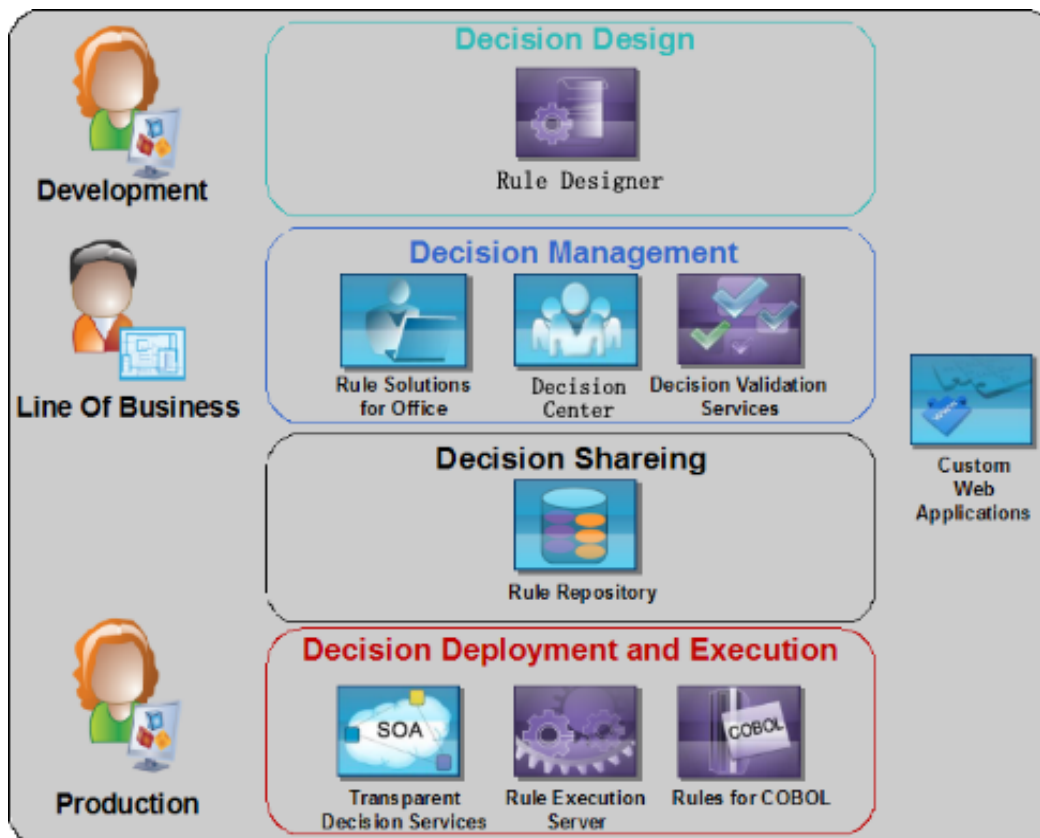 Decision Design
Rule Designer
Development
Decision Management
Rule Solutions
for Office
Decision
Center
Decision Validation
Services
Line Of Business
Custom
Web
Applications
Decision Shareing
Rule Repository
Decision Deployment and Execution
SOA
COBOL
Transparent
Decision Services
Rule Execution
Server
Rules for COBOL
Production